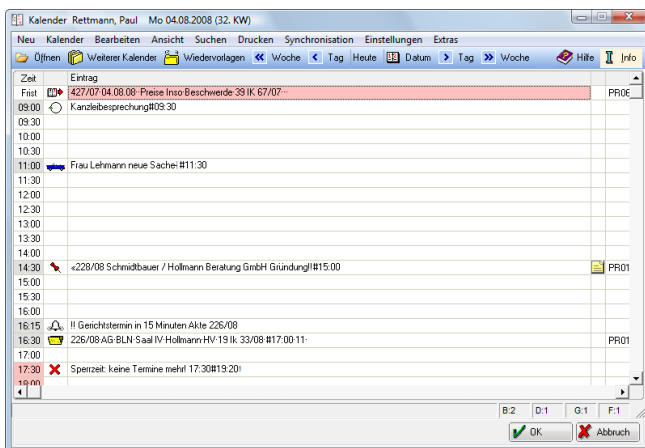 Kalender Rettmann, Paul Mo 04.08.2008 (32. KW)
Neu Kalender Bearbeiten Ansicht Suchen Drucken Synchronisation Einstellungen Extras
Öffnen Weiterer Kalender Wiedervorlagen Woche Tag Heute Datum Tag Woche Hilfe Info
Zeit Eintrag
Frist 427/07·04.08.08··Preise Inso·Beschwerde·39 IK 67/07··· PR06
09:00 Kanzleibesprechung#09:30
09:30
10:00
10:30
11:00 Frau Lehmann neue Sache‹ #11:30
11:30
12:00
12:30
13:00
13:30
14:00
14:30 «228/08 Schmidtbauer / Hollmann Beratung GmbH Gründung!!#15:00 PR01
15:00
15:30
16:00
16:15 !! Gerichtstermin in 15 Minuten Akte 226/08
16:30 226/08·AG·BLN·Saal IV·Hollmann·HV·19 Ik 33/08·#17:00·11· PR01
17:00
17:30 Sperrzeit: keine Termine mehr! 17:30#19:20!
18:00
B:2 D:1 G:1 F:1
OK Abbruch